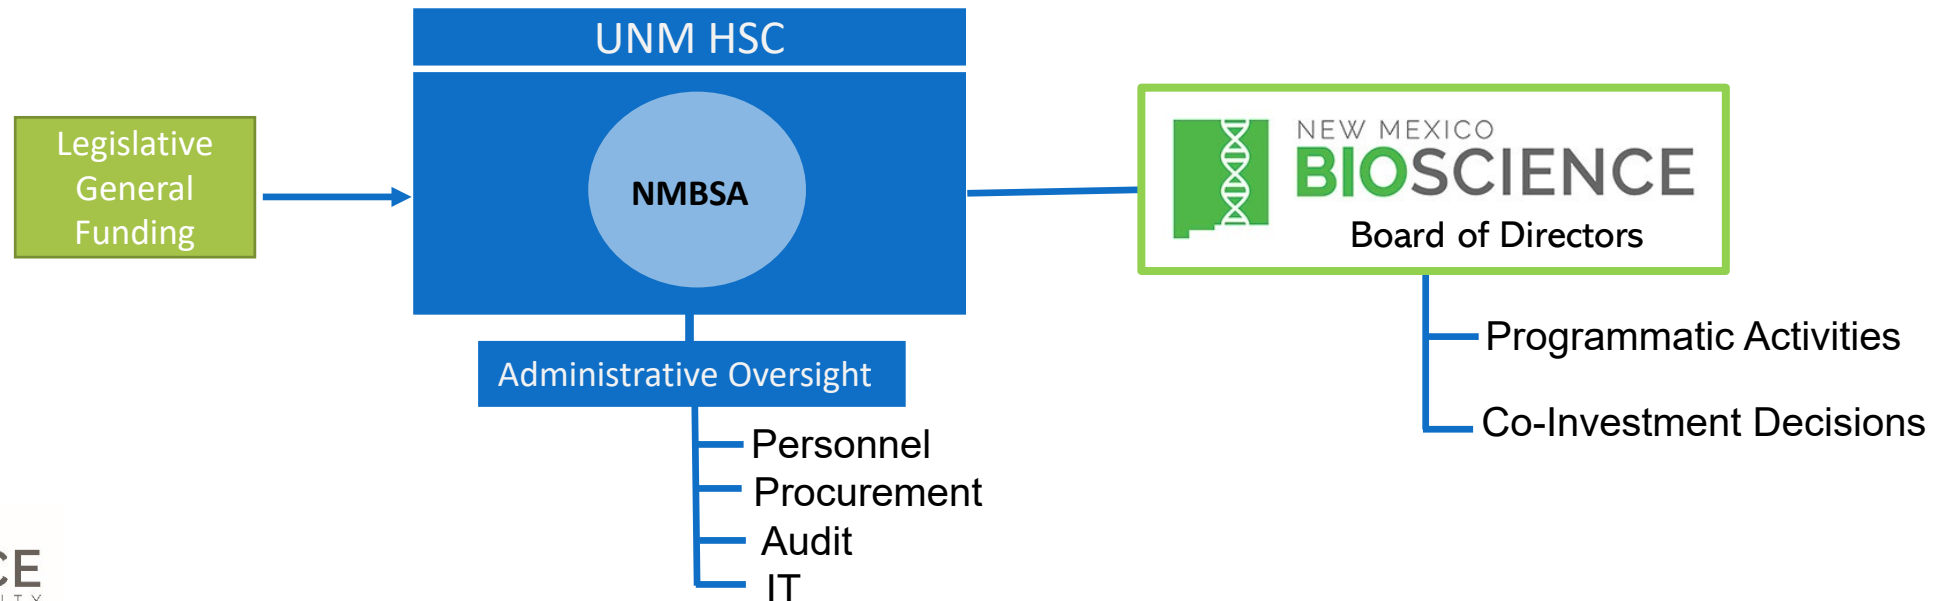 UNM HSC
Legislative
General
Funding
NMBSA
NEW MEXICO
BIOSCIENCE
Board of Directors
Administrative Oversight
Programmatic Activities
Co-Investment Decisions
Personnel
Procurement
Audit
IT